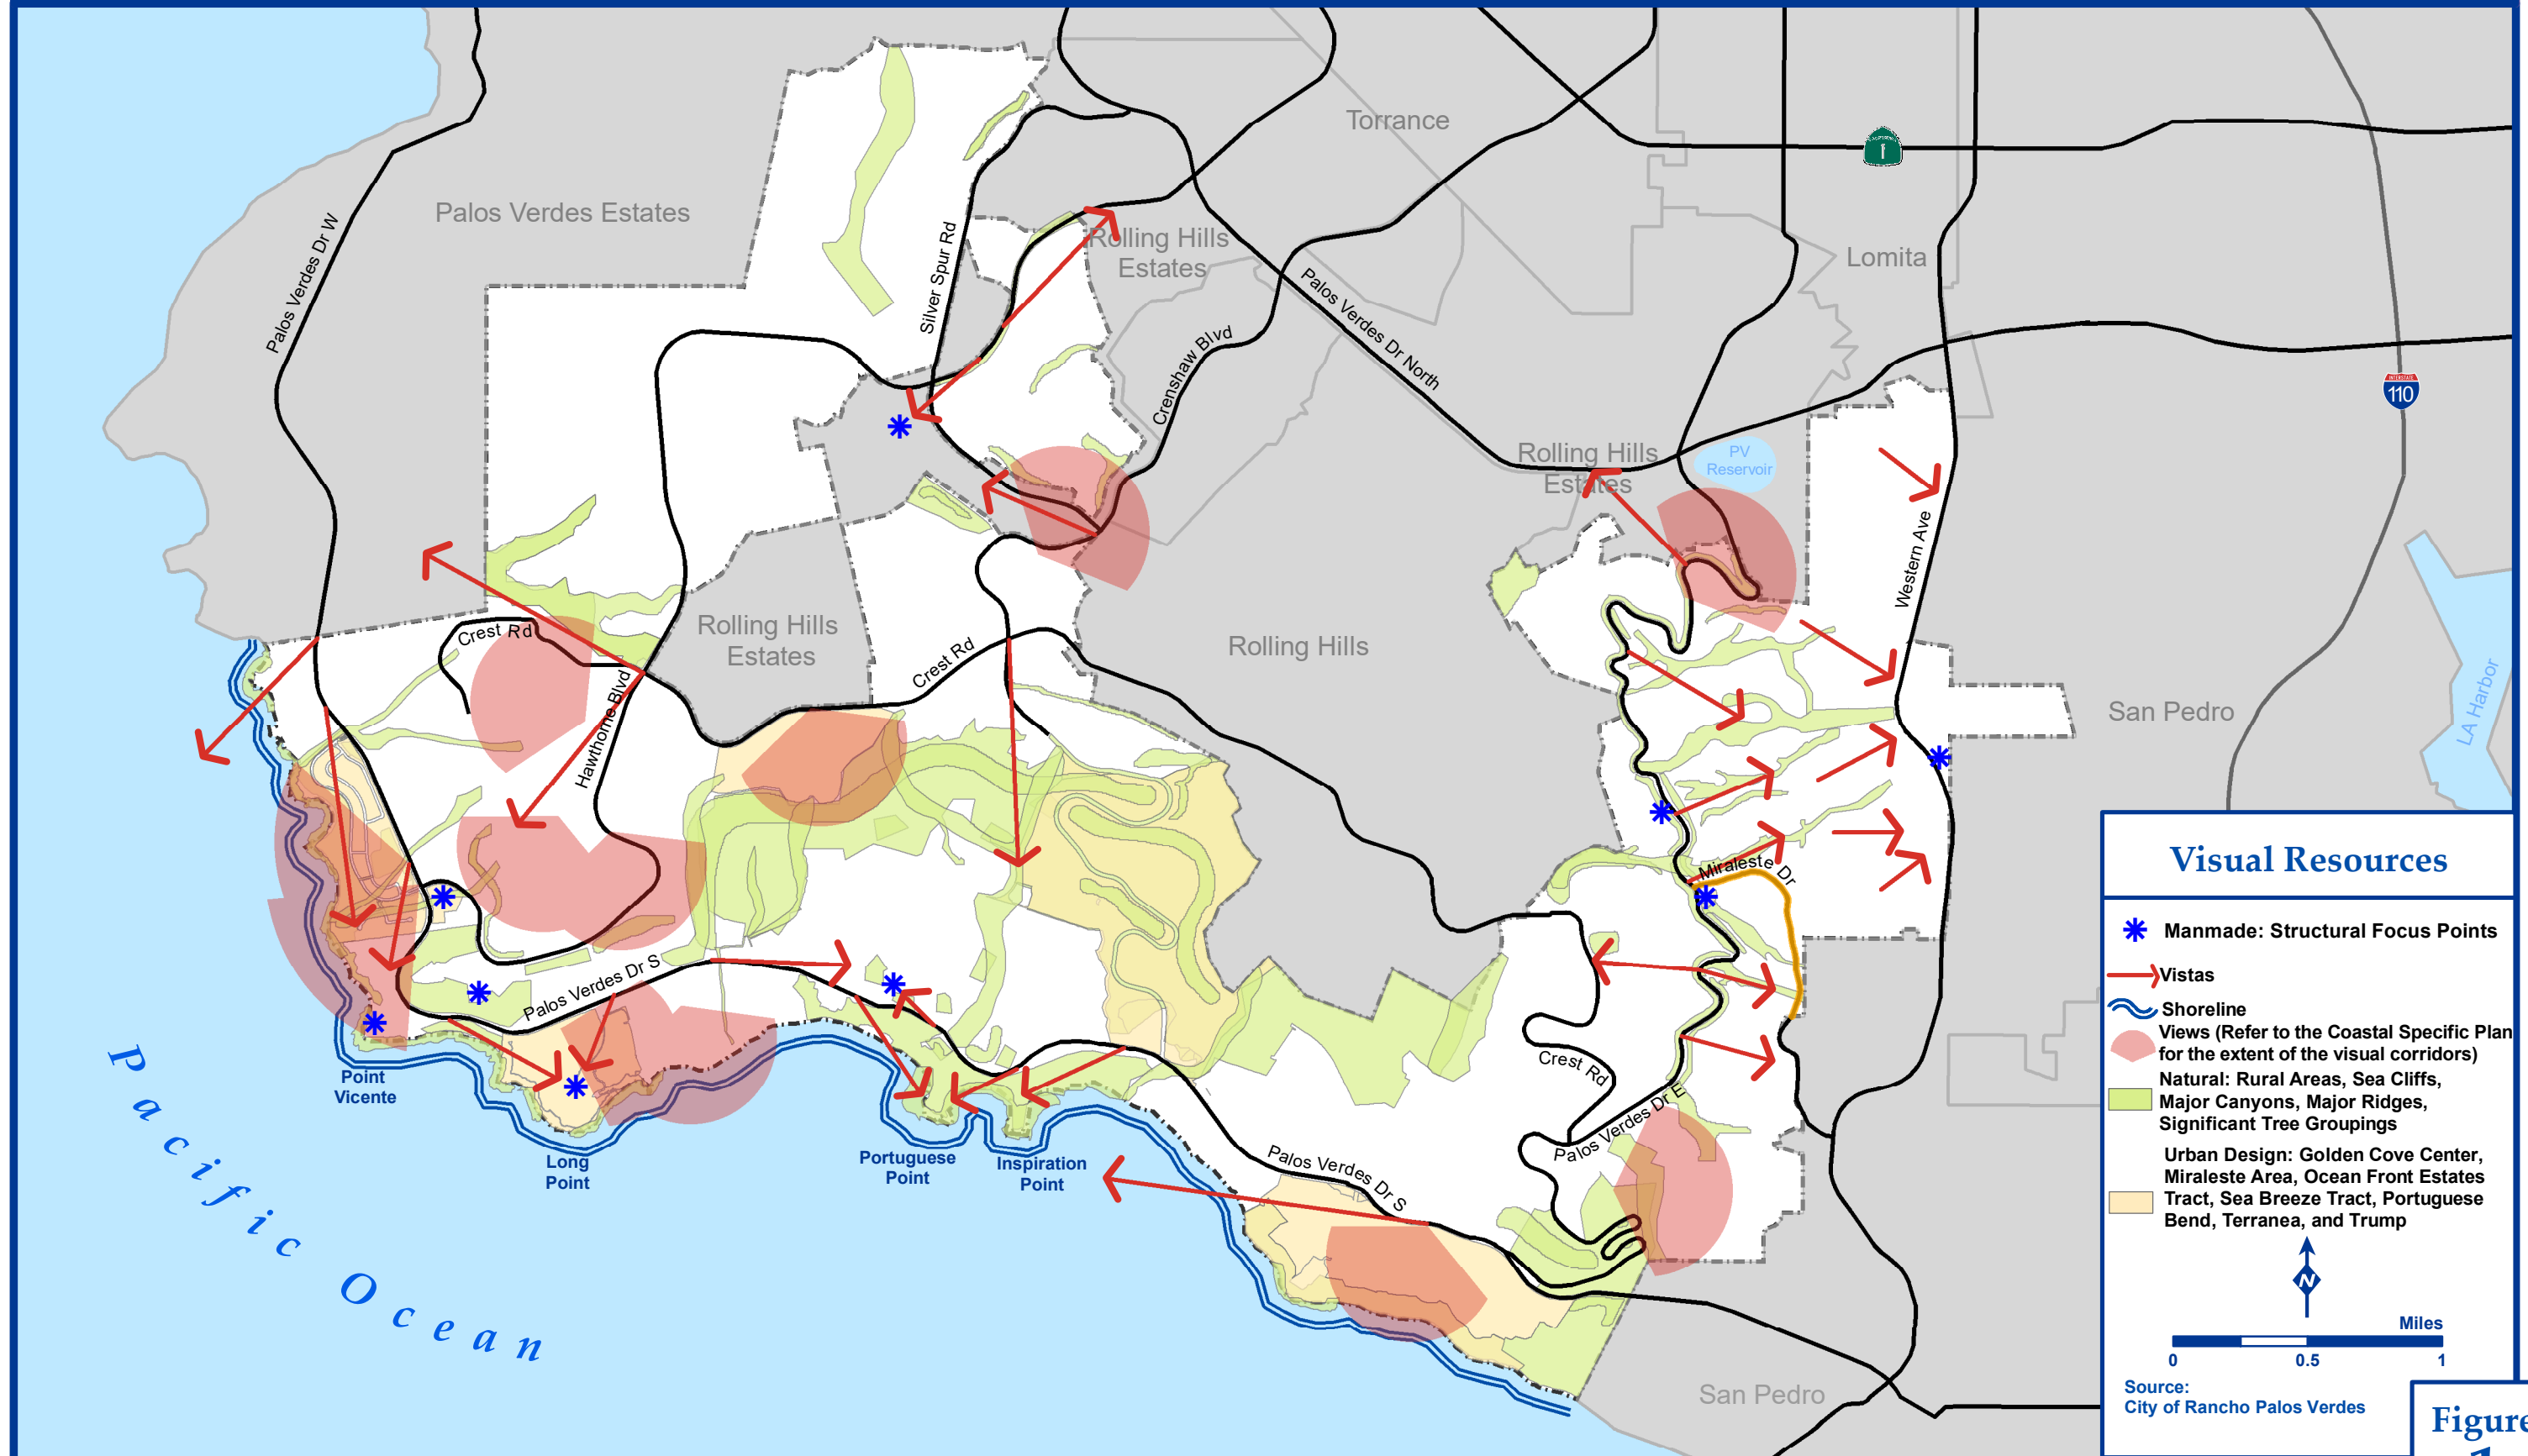 Torrance
1
Palos Verdes Estates
Palos Verdes Dr W
Silver Spur Rd
Rolling Hills
Estates
Lomita
Palos Verdes Dr North
Crenshaw Blvd
INTERSTATE
110
Rolling Hills
Estates
PV
Reservoir
Western Ave
Crest Rd
Rolling Hills
Estates
Crest Rd
Rolling Hills
Hawthorne Blvd
San Pedro
LA Harbor
Miraleste Dr
Palos Verdes Dr S
Crest Rd
Palos Verdes Dr E
Point
Vicente
Long
Point
Portuguese
Point
Inspiration
Point
Palos Verdes Dr S
Pacific Ocean
San Pedro
Visual Resources
Manmade: Structural Focus Points
Vistas
Shoreline
Views (Refer to the Coastal Specific Plan
for the extent of the visual corridors)
Natural: Rural Areas, Sea Cliffs,
Major Canyons, Major Ridges,
Significant Tree Groupings
Urban Design: Golden Cove Center,
Miraleste Area, Ocean Front Estates
Tract, Sea Breeze Tract, Portuguese
Bend, Terranea, and Trump
N
Miles
0 0.5 1
Source:
City of Rancho Palos Verdes
Figure